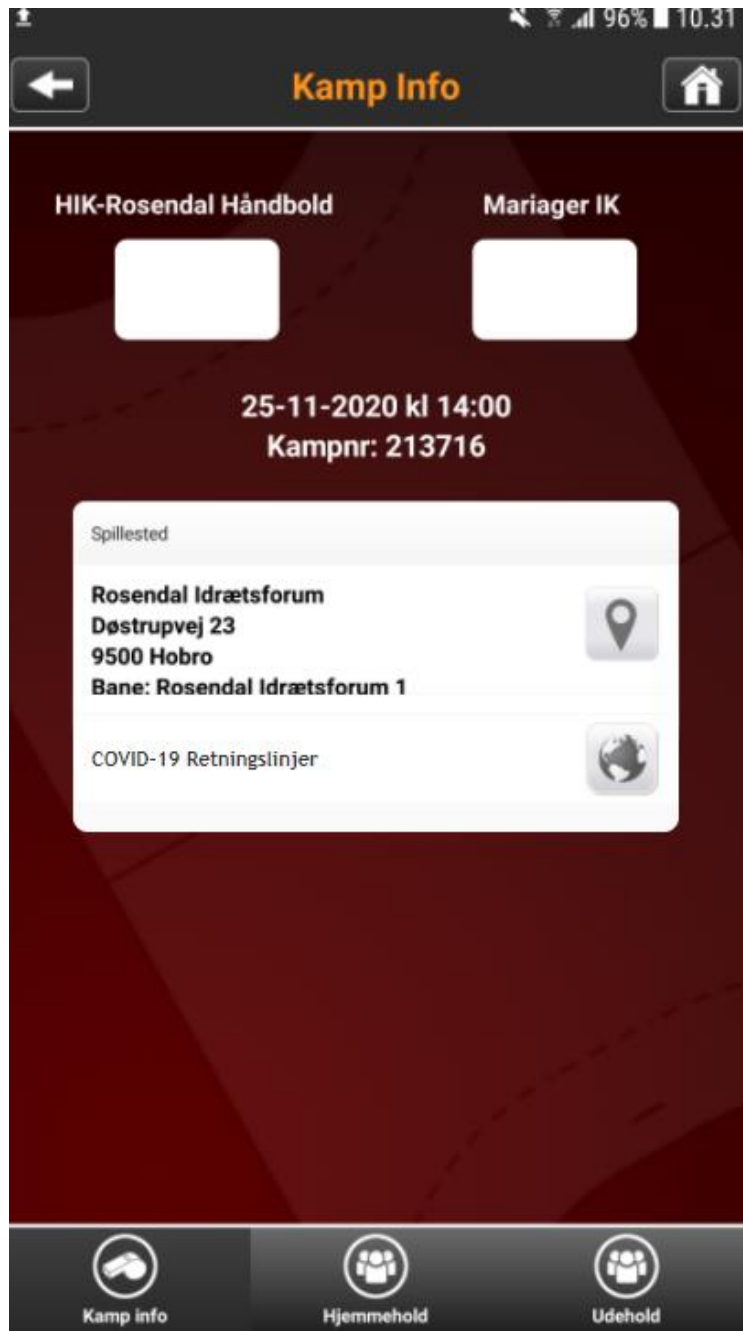 96% 10.31
Kamp Info
HIK-Rosendal Håndbold
Mariager IK
25-11-2020 kl 14:00
Kampnr: 213716
Spillested
Rosendal Idrætsforum
Døstrupvej 23
9500 Hobro
Bane: Rosendal Idrætsforum 1
COVID-19 Retningslinjer
Kamp info
Hjemmehold
Udehold